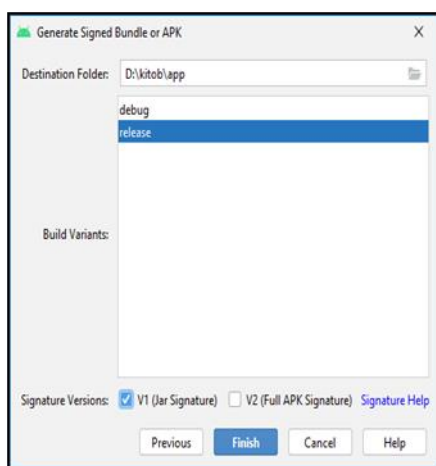 Generate Signed Bundle or APK
Destination Folder: D:\kitob\app
debug
release
Build Variants:
Signature Versions: V1 (Jar Signature) V2 (Full APK Signature) Signature Help
Previous Finish Cancel Help